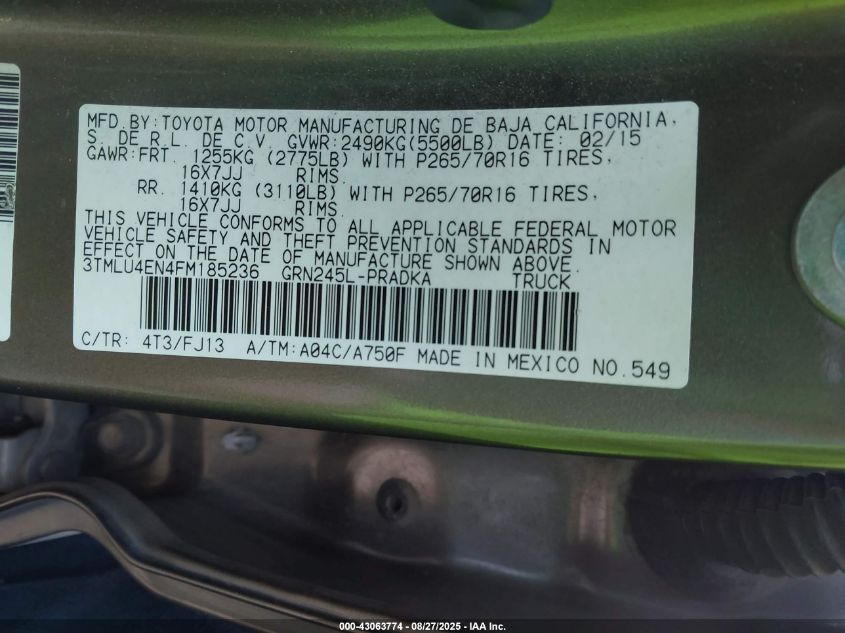 MFD.BY:TOYOTA MOTOR MANUFACTURING DE BAJA CALIFORNIA,
S. DE R.L. DE C.V. GVWR:2490KG(5500LB) DATE: 02/15
GAWR:FRT. 1255KG (2775LB) WITH P265/70R16 TIRES,
16X7JJ RIMS.
RR. 1410KG (3110LB) WITH P265/70R16 TIRES,
16X7JJ RIMS.
THIS VEHICLE CONFORMS TO ALL APPLICABLE FEDERAL MOTOR
VEHICLE SAFETY AND THEFT PREVENTION STANDARDS IN
EFFECT ON THE DATE OF MANUFACTURE SHOWN ABOVE.
3TMLU4EN4FM185236 GRN245L-PRADKA TRUCK
C/TR: 4T3/FJ13 A/TM:A04C/A750F MADE IN MEXICO NO.549
000-43063774 - 08/27/2025 - IAA Inc.